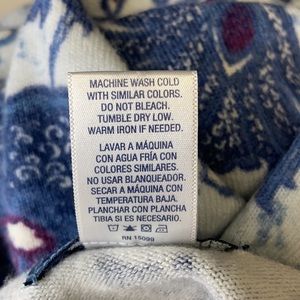 MACHINE WASH COLD
WITH SIMILAR COLORS.
DO NOT BLEACH.
TUMBLE DRY LOW.
WARM IRON IF NEEDED.
LAVAR A MÁQUINA
CON AGUA FRÍA CON
COLORES SIMILARES.
NO USAR BLANQUEADOR.
SECAR A MÁQUINA CON
TEMPERATURA BAJA.
PLANCHAR CON PLANCHA
TIBIA SI ES NECESARIO.
RN 15099